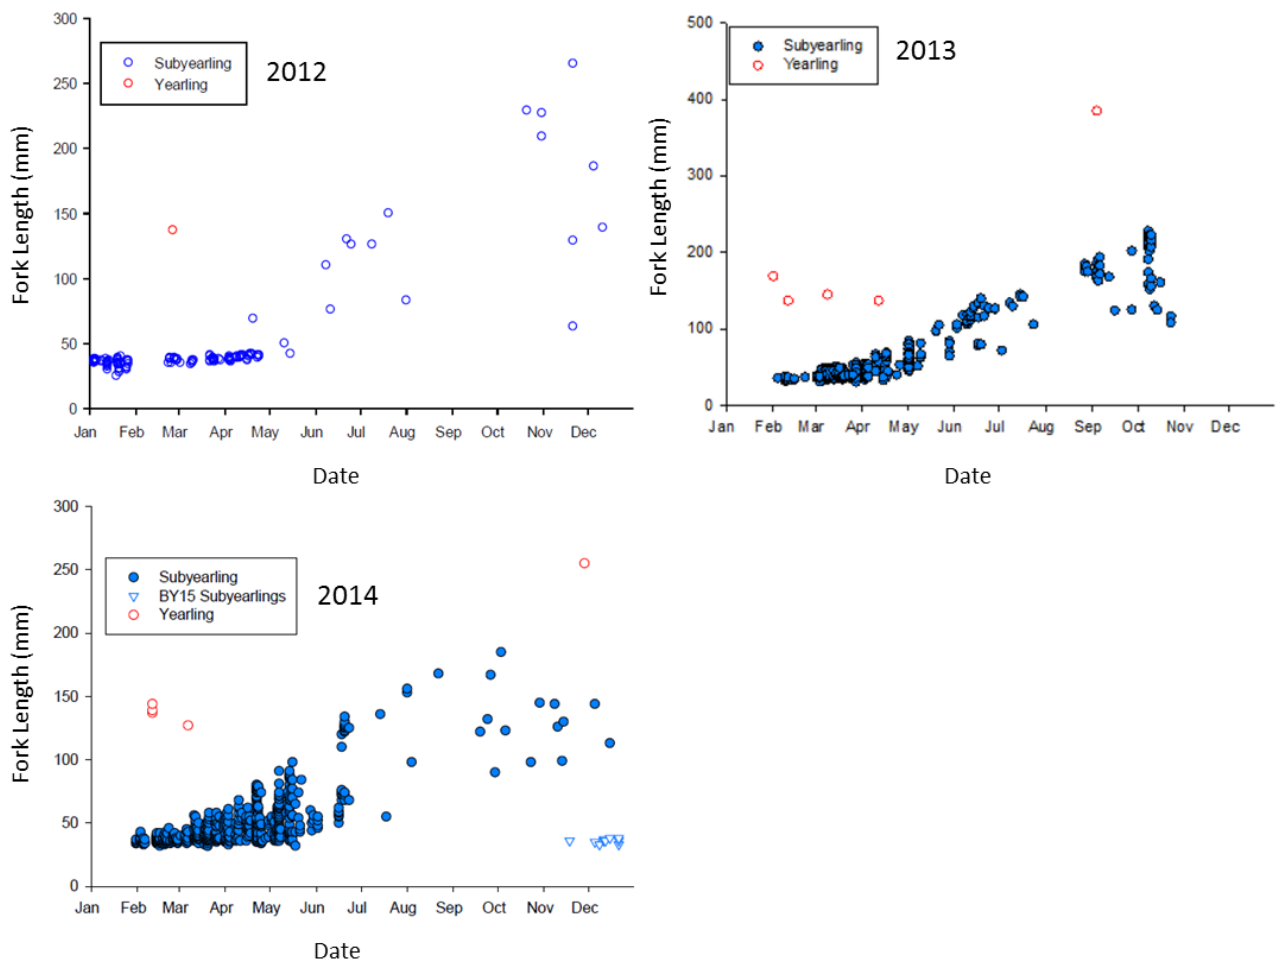 300
250
200
150
100
50
0
Fork Length (mm)
Subyearling
Yearling
2012
Jan Feb Mar Apr May Jun Jul Aug Sep Oct Nov Dec
Date
500
400
300
200
100
0
Fork Length (mm)
Subyearling
Yearling
2013
Jan Feb Mar Apr May Jun Jul Aug Sep Oct Nov Dec
Date
300
250
200
150
100
50
0
Fork Length (mm)
Subyearling
BY15 Subyearlings
Yearling
2014
Jan Feb Mar Apr May Jun Jul Aug Sep Oct Nov Dec
Date